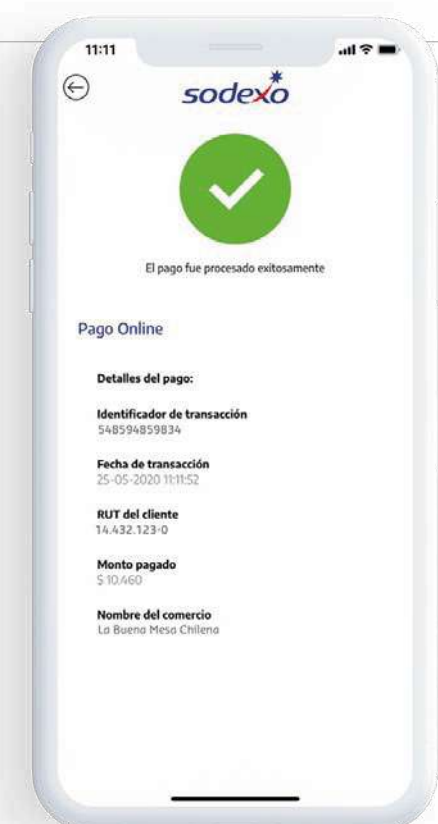 11:11
sodexo
El pago fue procesado exitosamente
Pago Online
Detalles del pago:
Identificador de transacción
548594859834
Fecha de transacción
25-05-2020 11:11:52
RUT del cliente
14.432.123-0
Monto pagado
$ 10.460
Nombre del comercio
La Buena Mesa Chilena